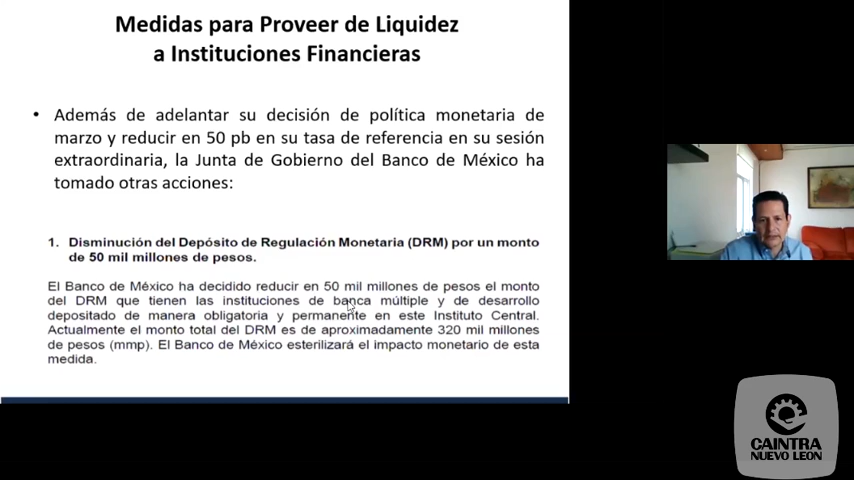 Medidas para Proveer de Liquidez
a Instituciones Financieras
• Además de adelantar su decisión de política monetaria de
marzo y reducir en 50 pb en su tasa de referencia en su sesión
extraordinaria, la Junta de Gobierno del Banco de México ha
tomado otras acciones:
1. Disminución del Depósito de Regulación Monetaria (DRM) por un monto
de 50 mil millones de pesos.
El Banco de México ha decidido reducir en 50 mil millones de pesos el monto
del DRM que tienen las instituciones de banca múltiple y de desarrollo
depositado de manera obligatoria y permanente en este Instituto Central.
Actualmente el monto total del DRM es de aproximadamente 320 mil millones
de pesos (mmp). El Banco de México esterilizará el impacto monetario de esta
medida.
CAINTRA
NUEVO LEÓN